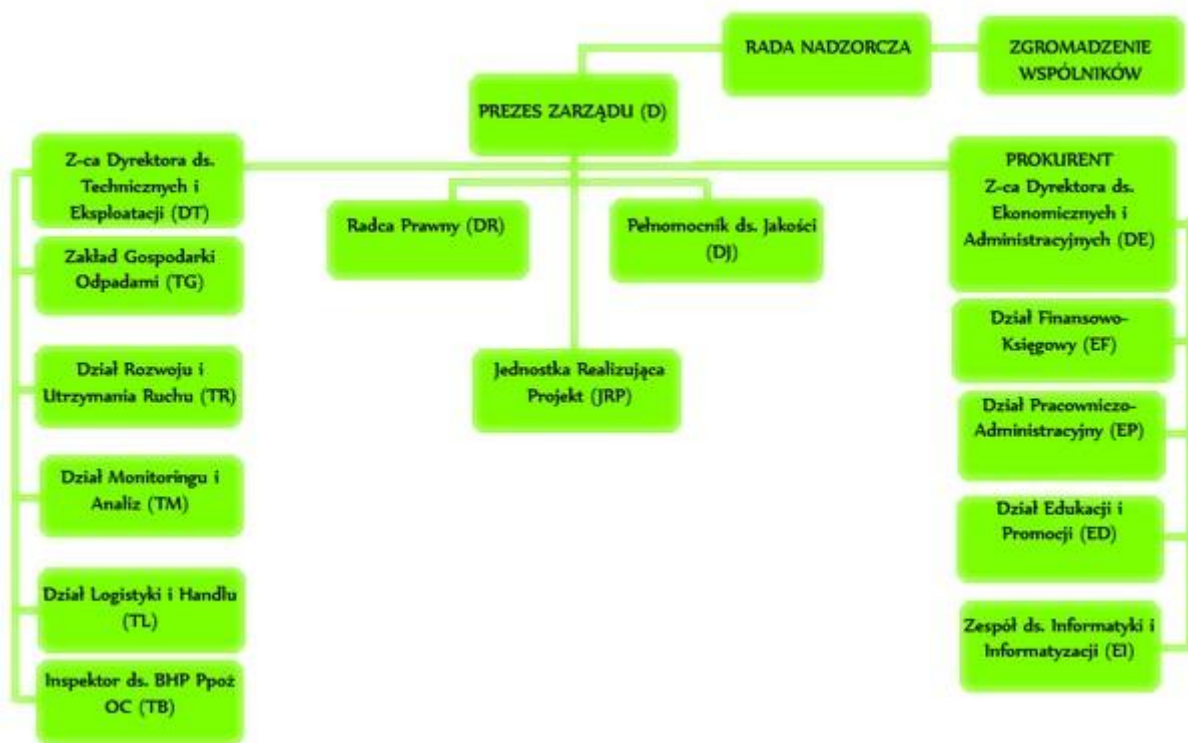 RADA NADZORCZA
ZGROMADZENIE
WSPÓLNIKÓW
PREZES ZARZĄDU (D)
Z-ca Dyrektora ds.
Technicznych i
Eksploatacji (DT)
Radca Prawny (DR)
Pełnomocnik ds. Jakości
(DJ)
PROKURENT
Z-ca Dyrektora ds.
Ekonomicznych i
Administracyjnych (DE)
Zakład Gospodarki
Odpadami (TG)
Dział Rozwoju i
Utrzymania Ruchu (TR)
Dział Monitoringu i
Analiz (TM)
Dział Logistyki i Handlu
(TL)
Inspektor ds. BHP Ppoż
OC (TB)
Jednostka Realizująca
Projekt (JRP)
Dział Finansowo-
Księgowy (EF)
Dział Pracowniczo-
Administracyjny (EP)
Dział Edukacji i
Promocji (ED)
Zespół ds. Informatyki i
Informatyzacji (EI)